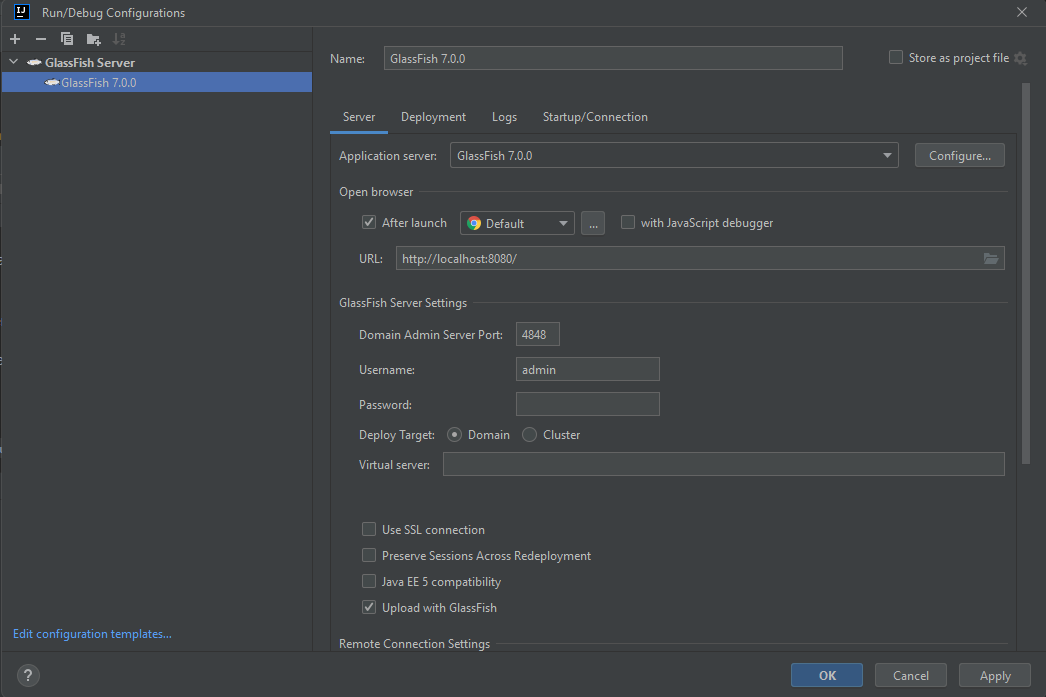 Run/Debug Configurations
GlassFish Server
GlassFish 7.0.0
Edit configuration templates...
Name: GlassFish 7.0.0 Store as project file
Server Deployment Logs Startup/Connection
Application server: GlassFish 7.0.0 Configure...
Open browser
After launch Default ... with JavaScript debugger
URL: http://localhost:8080/
GlassFish Server Settings
Domain Admin Server Port: 4848
Username: admin
Password:
Deploy Target: Domain Cluster
Virtual server:
Use SSL connection
Preserve Sessions Across Redeployment
Java EE 5 compatibility
Upload with GlassFish
Remote Connection Settings
? OK Cancel Apply